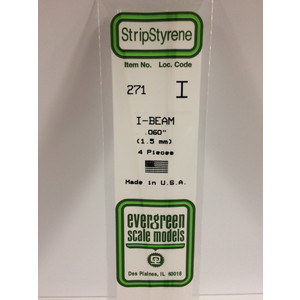 StripStyrene
Item No. Loc. Code
271 I
I-BEAM
.060"
(1.5 mm)
4 Pieces
Made in U.S.A.
evergreen
scale models
Des Plaines, IL 60018